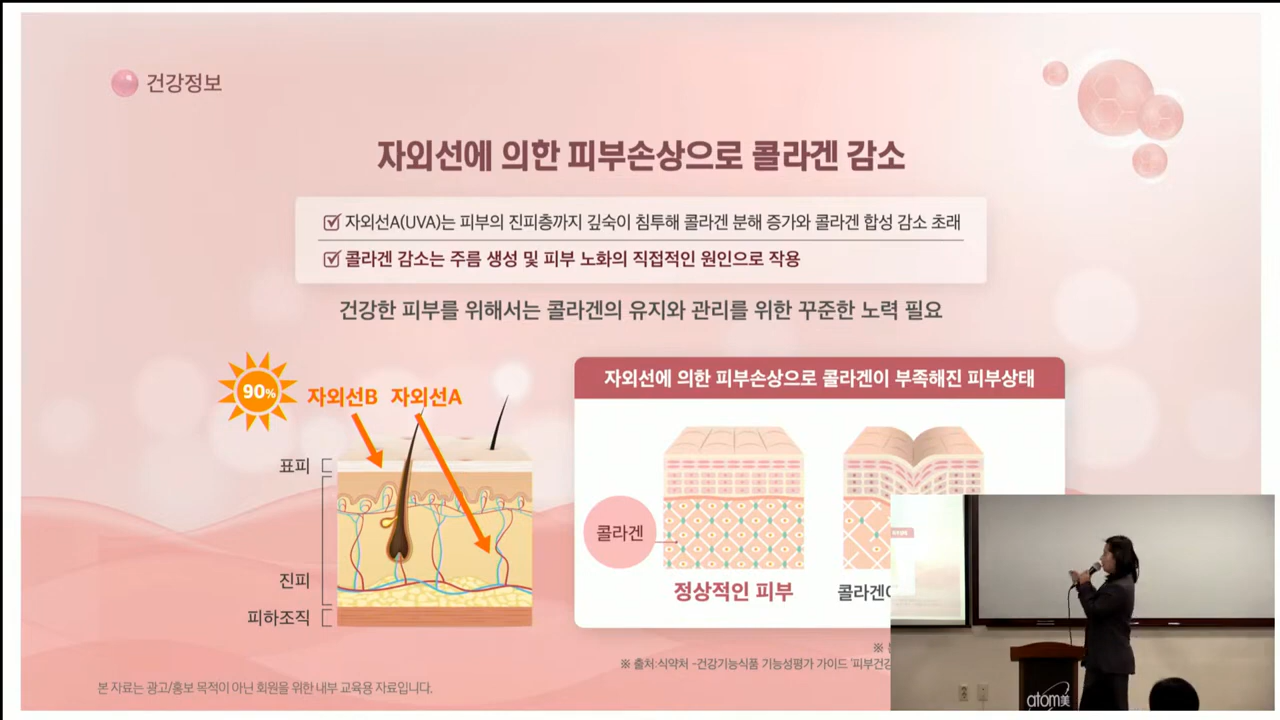 건강정보
자외선에 의한 피부손상으로 콜라겐 감소
자외선A(UVA)는 피부의 진피층까지 깊숙이 침투해 콜라겐 분해 증가와 콜라겐 합성 감소 초래
콜라겐 감소는 주름 생성 및 피부 노화의 직접적인 원인으로 작용
건강한 피부를 위해서는 콜라겐의 유지와 관리를 위한 꾸준한 노력 필요
90%
자외선B 자외선A
표피
진피
피하조직
자외선에 의한 피부손상으로 콜라겐이 부족해진 피부상태
콜라겐
정상적인 피부
콜라겐이
※ 출처:식약처 -건강기능식품 기능성평가 가이드 '피부건강
본 자료는 광고/홍보 목적이 아닌 회원을 위한 내부 교육용 자료입니다.
atom美